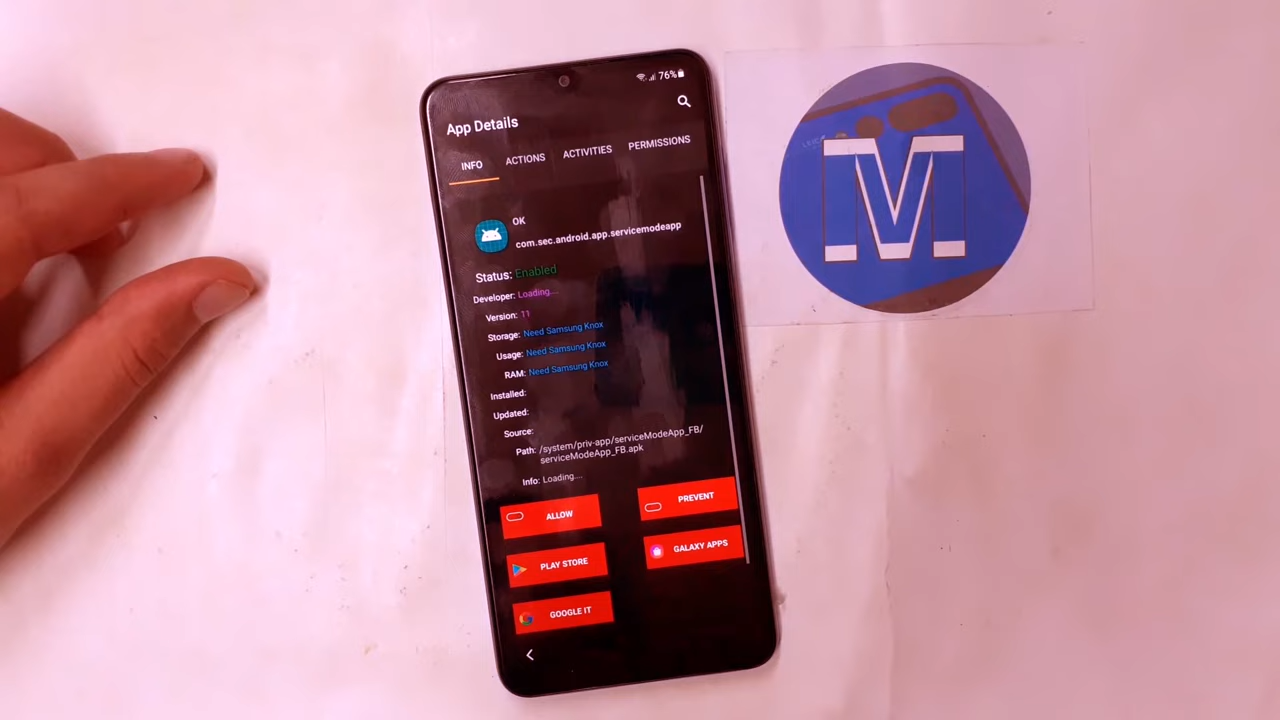 76%
App Details
INFO ACTIONS ACTIVITIES PERMISSIONS
OK
com.sec.android.app.servicemodeapp
Status: Enabled
Developer: Loading....
Version: 11
Storage: Need Samsung Knox
Usage: Need Samsung Knox
RAM: Need Samsung Knox
Installed:
Updated:
Source:
Path: /system/priv-app/serviceModeApp_FB/
serviceModeApp_FB.apk
Info: Loading....
ALLOW PREVENT
PLAY STORE GALAXY APPS
GOOGLE IT
M